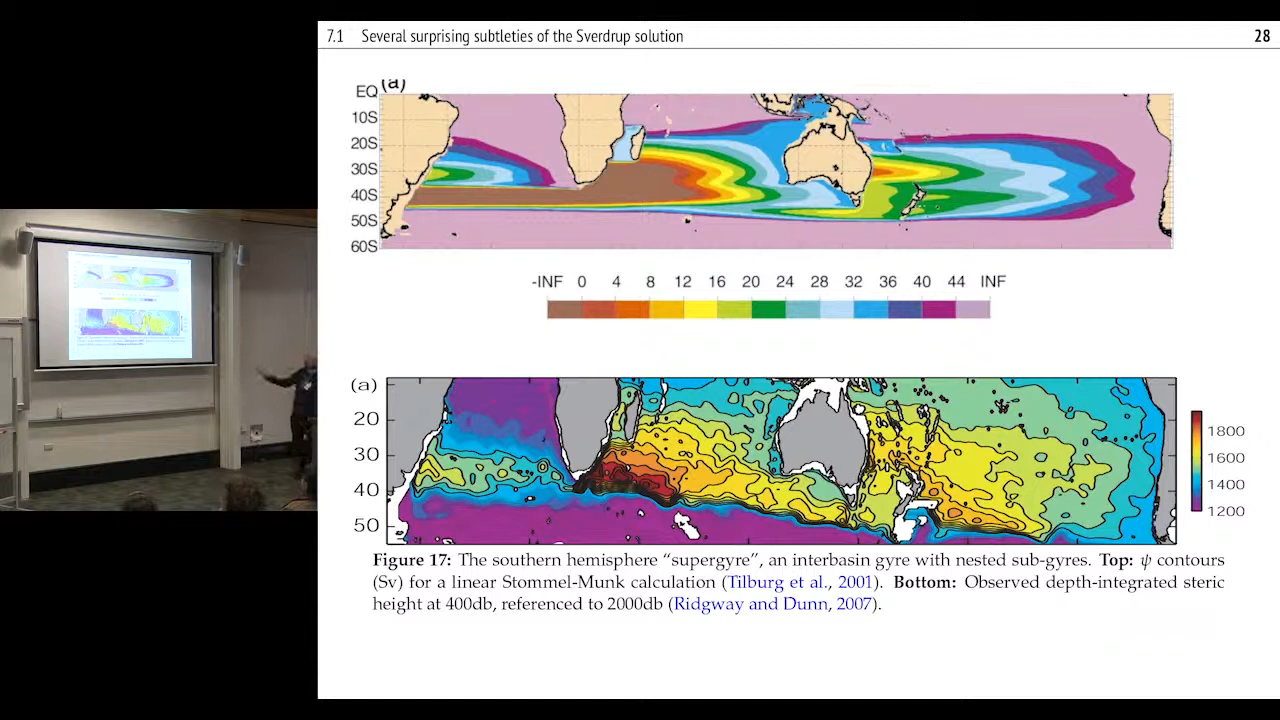 7.1 Several surprising subtleties of the Sverdrup solution 28
(a)
EQ
10S
20S
30S
40S
50S
60S
-INF 0 4 8 12 16 20 24 28 32 36 40 44 INF
(a)
20
30
40
50
1800
1600
1400
1200
Figure 17: The southern hemisphere “supergyre”, an interbasin gyre with nested sub-gyres. Top: ψ contours
(Sv) for a linear Stommel-Munk calculation (Tilburg et al., 2001). Bottom: Observed depth-integrated steric
height at 400db, referenced to 2000db (Ridgway and Dunn, 2007).